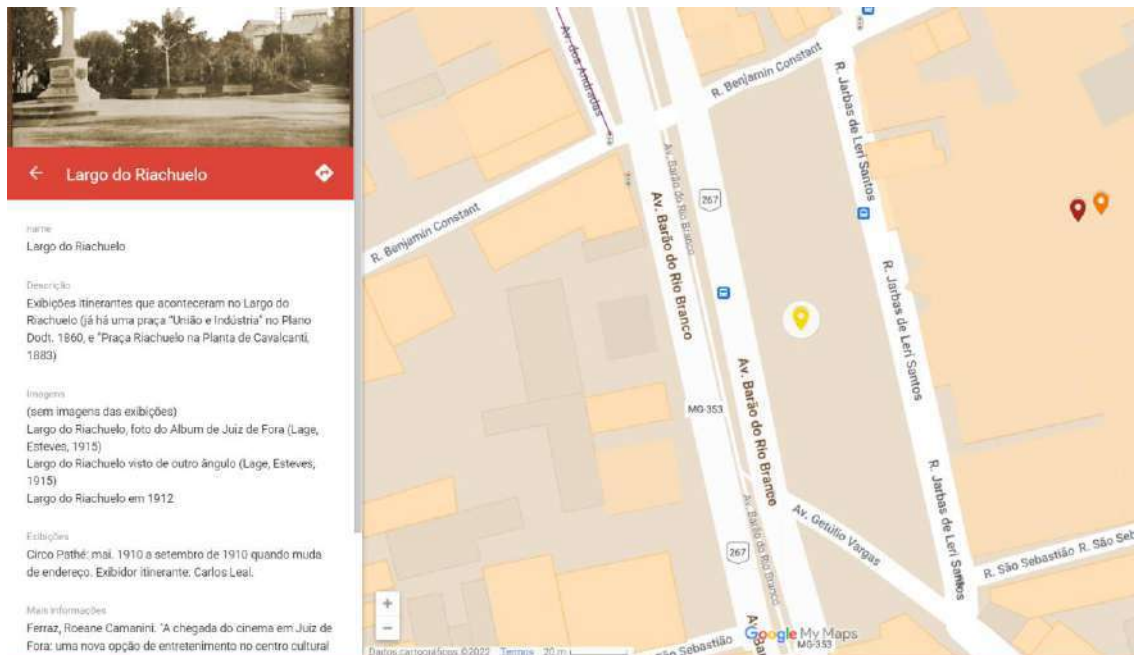 Largo do Riachuelo
name
Largo do Riachuelo
Descrição
Exibições itinerantes que aconteceram no Largo do
Riachuelo (já há uma praça "União e Indústria" no Plano
Dodt. 1860, e "Praça Riachuelo na Planta de Cavalcanti,
1883)
Imagens
(sem imagens das exibições)
Largo do Riachuelo, foto do Album de Juiz de Fora (Lage,
Esteves, 1915)
Largo do Riachuelo visto de outro ângulo (Lage, Esteves,
1915)
Largo do Riachuelo em 1912
Exibições
Circo Pathé: mai. 1910 a setembro de 1910 quando muda
de endereço. Exibidor itinerante: Carlos Leal.
Mais Informações
Ferraz, Roeane Camanini. "A chegada do cinema em Juiz de
Fora: uma nova opção de entretenimento no centro cultural
Av. dos Andradas
R. Benjamin Constant
R. Benjamin Constant
R. Jarbas de Leri Santos
R. Jarbas de Leri Santos
R. Jarbas de Leri Santos
Av. Barão do Rio Branco
Av. Barão do Rio Branco
267
Av. Barão do Rio Branco
MG-353
Av. Barão do Rio Branco
267
Av. Getúlio Vargas
R. São Sebastião
R. São Seb
São Sebastião
Av. Ba
MG-353
+
−
Google My Maps
Dados cartográficos ©2022
Termos
20 m